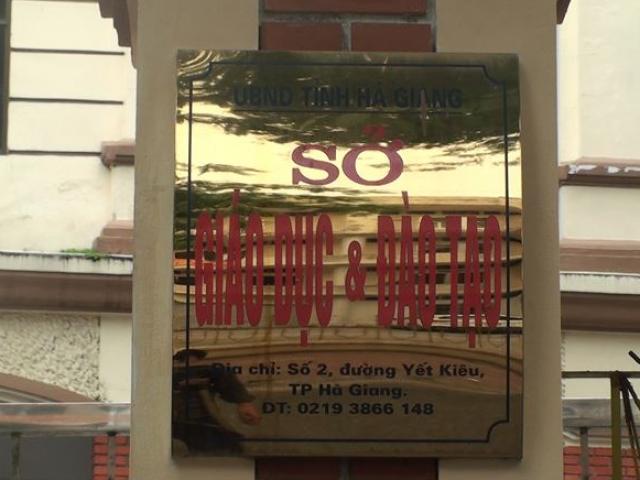 UBND TỈNH HÀ GIANG
SỞ
GIÁO DỤC & ĐÀO TẠO
Địa chỉ: Số 2, đường Yết Kiêu,
TP Hà Giang.
ĐT: 0219 3866 148